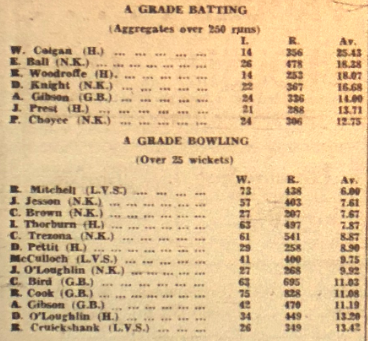 A GRADE BATTING
(Aggregates over 250 runs)
I. R. Av.
W. Colgan (H.) ... ... ... ... ... 14 356 25.43
E. Ball (N.K.) ... ... ... ... ... 26 478 18.38
R. Woodroffe (H). ... ... ... ... 14 253 18.07
D. Knight (N.K.) ... ... ... ... 22 367 16.68
A. Gibson (G.B.) ... ... ... ... 24 336 14.00
J. Prest (H.) ... ... ... ... ... 21 288 13.71
P. Choyce (N.K.) ... ... ... ... 24 306 12.75
A GRADE BOWLING
(Over 25 wickets)
W. R. Av.
R. Mitchell (L.V.S.) ... ... ... ... 73 438 6.00
J. Jesson (N.K.) ... ... ... ... 57 403 7.61
C. Brown (N.K.) ... ... ... ... 27 207 7.67
I. Thorburn (H.) ... ... ... ... 63 497 7.87
C. Trezona (N.K.) ... ... ... ... 61 541 8.87
D. Pettit (H.) ... ... ... ... ... 29 258 8.90
McCulloch (L.V.S.) ... ... ... ... 41 400 9.75
J. O'Loughlin (N.K.) ... ... ... 27 268 9.92
C. Bird (G.B.) ... ... ... ... ... 63 695 11.03
R. Cook (G.B.) ... ... ... ... ... 75 828 11.08
A. Gibson (G.B.) ... ... ... ... 42 470 11.19
D. O'Loughlin (H.) ... ... ... ... 34 449 13.20
R. Cruickshank (L.V.S.) ... ... ... 26 349 13.42